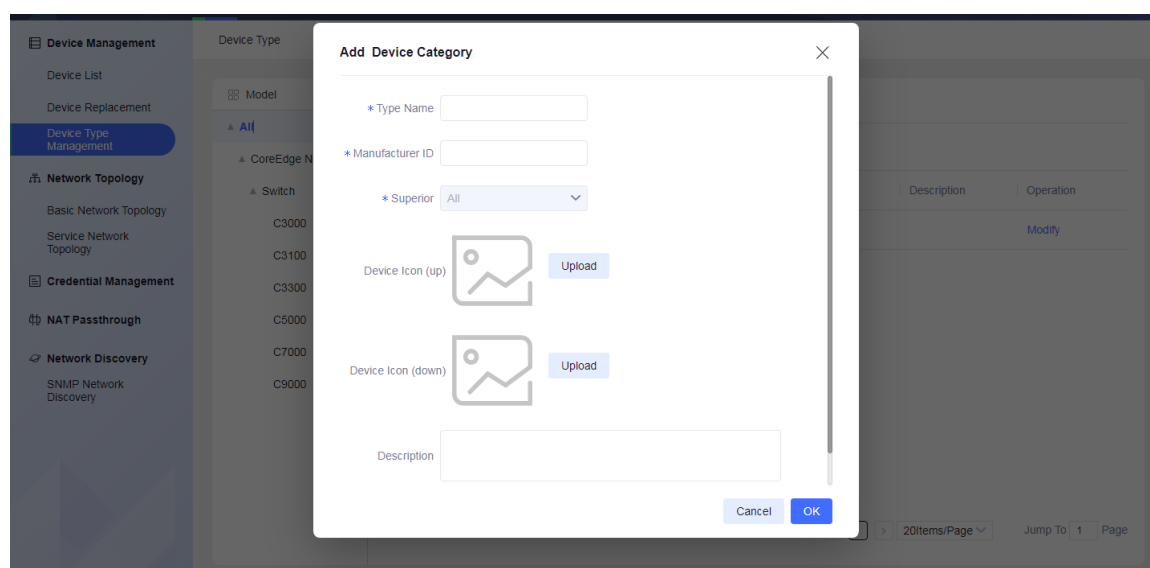 Device Management
Device List
Device Replacement
Device Type
Management
Network Topology
Basic Network Topology
Service Network
Topology
Credential Management
NAT Passthrough
Network Discovery
SNMP Network
Discovery
Device Type
Model
All
CoreEdge N
Switch
C3000
C3100
C3300
C5000
C7000
C9000
Add Device Category
* Type Name
* Manufacturer ID
* Superior All
Device Icon (up) Upload
Device Icon (down) Upload
Description
Cancel OK
Description Operation
Modify
20Items/Page Jump To 1 Page